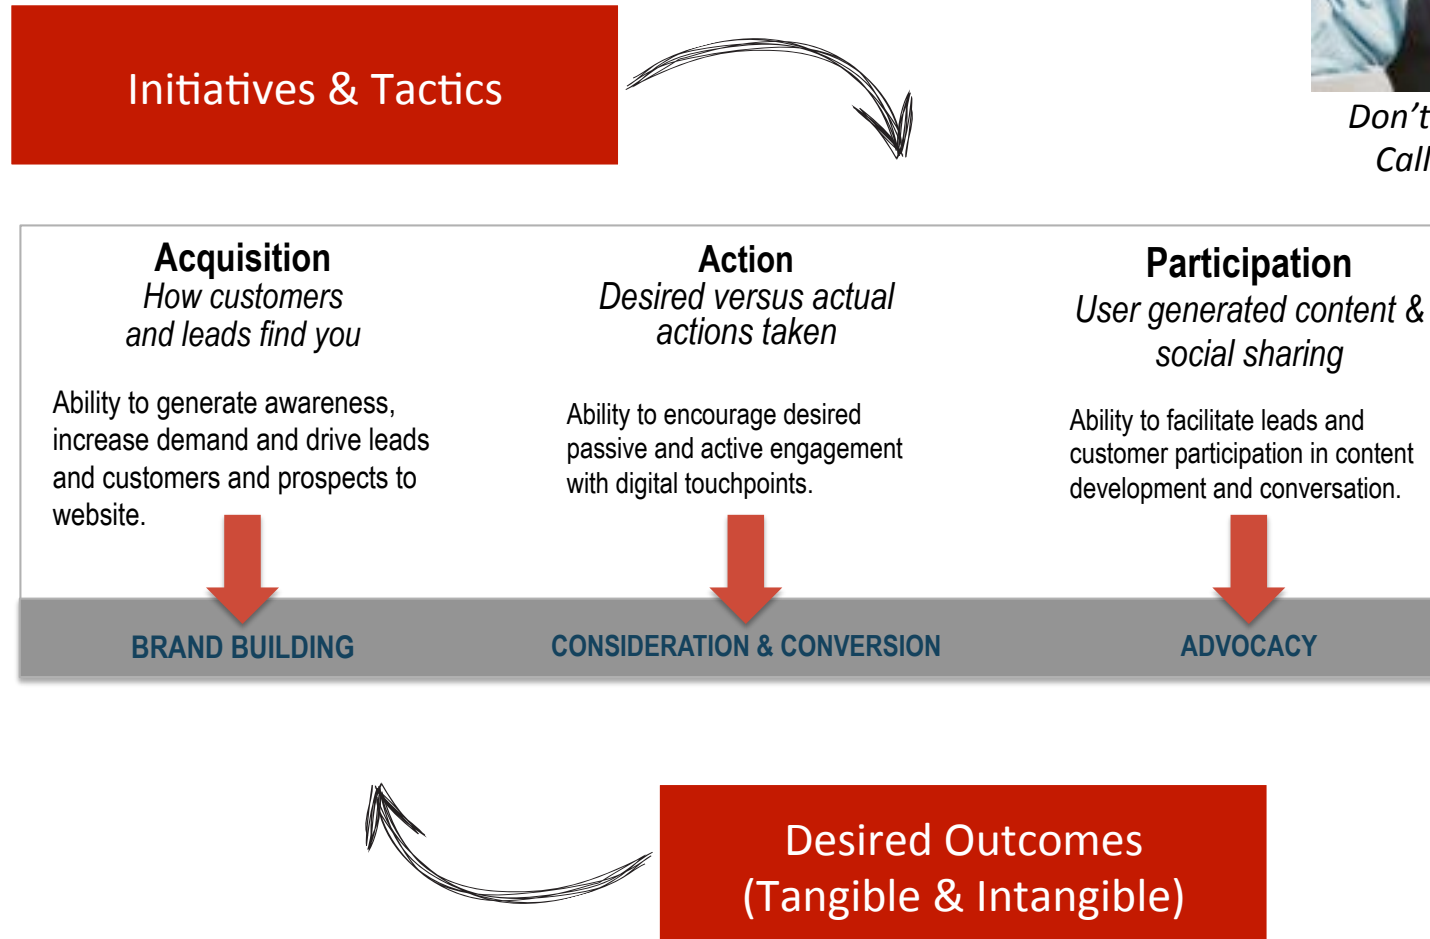 Initiatives & Tactics
Don’t
Call
Acquisition
How customers
and leads find you
Ability to generate awareness,
increase demand and drive leads
and customers and prospects to
website.
Action
Desired versus actual
actions taken
Ability to encourage desired
passive and active engagement
with digital touchpoints.
Participation
User generated content &
social sharing
Ability to facilitate leads and
customer participation in content
development and conversation.
BRAND BUILDING
CONSIDERATION & CONVERSION
ADVOCACY
Desired Outcomes
(Tangible & Intangible)